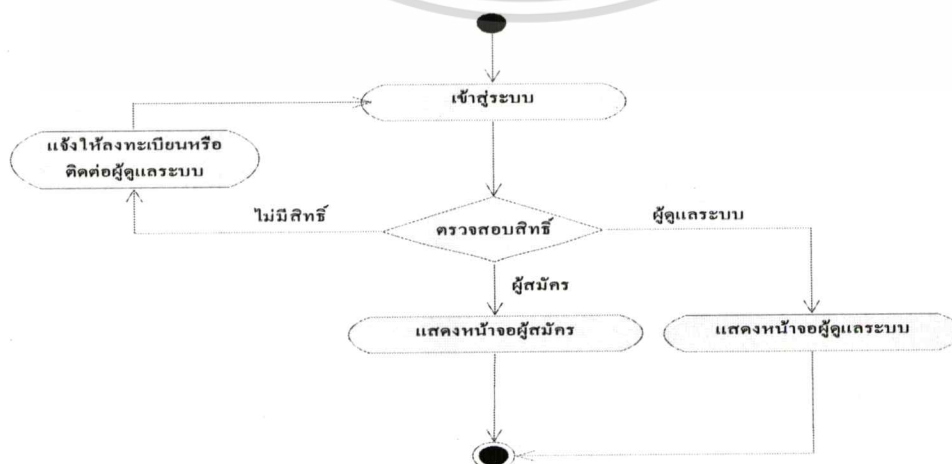 เข้าสู่ระบบ
แจ้งให้ลงทะเบียนหรือ
ติดต่อผู้ดูแลระบบ
ไม่มีสิทธิ์
ตรวจสอบสิทธิ์
ผู้ดูแลระบบ
ผู้สมัคร
แสดงหน้าจอผู้สมัคร
แสดงหน้าจอผู้ดูแลระบบ